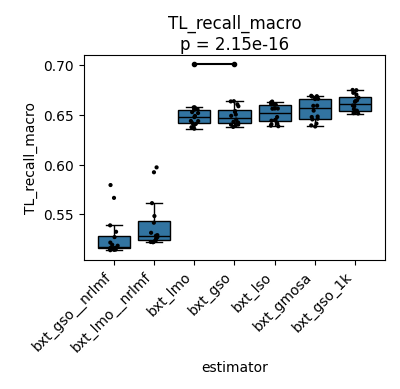 TL_recall_macro
p = 2.15e-16
0.70
0.65
0.60
0.55
TL_recall_macro
bxt_gso__nrlmf
bxt_lmo__nrlmf
bxt_lmo
bxt_gso
bxt_lso
bxt_gmosa
bxt_gso_1k
estimator